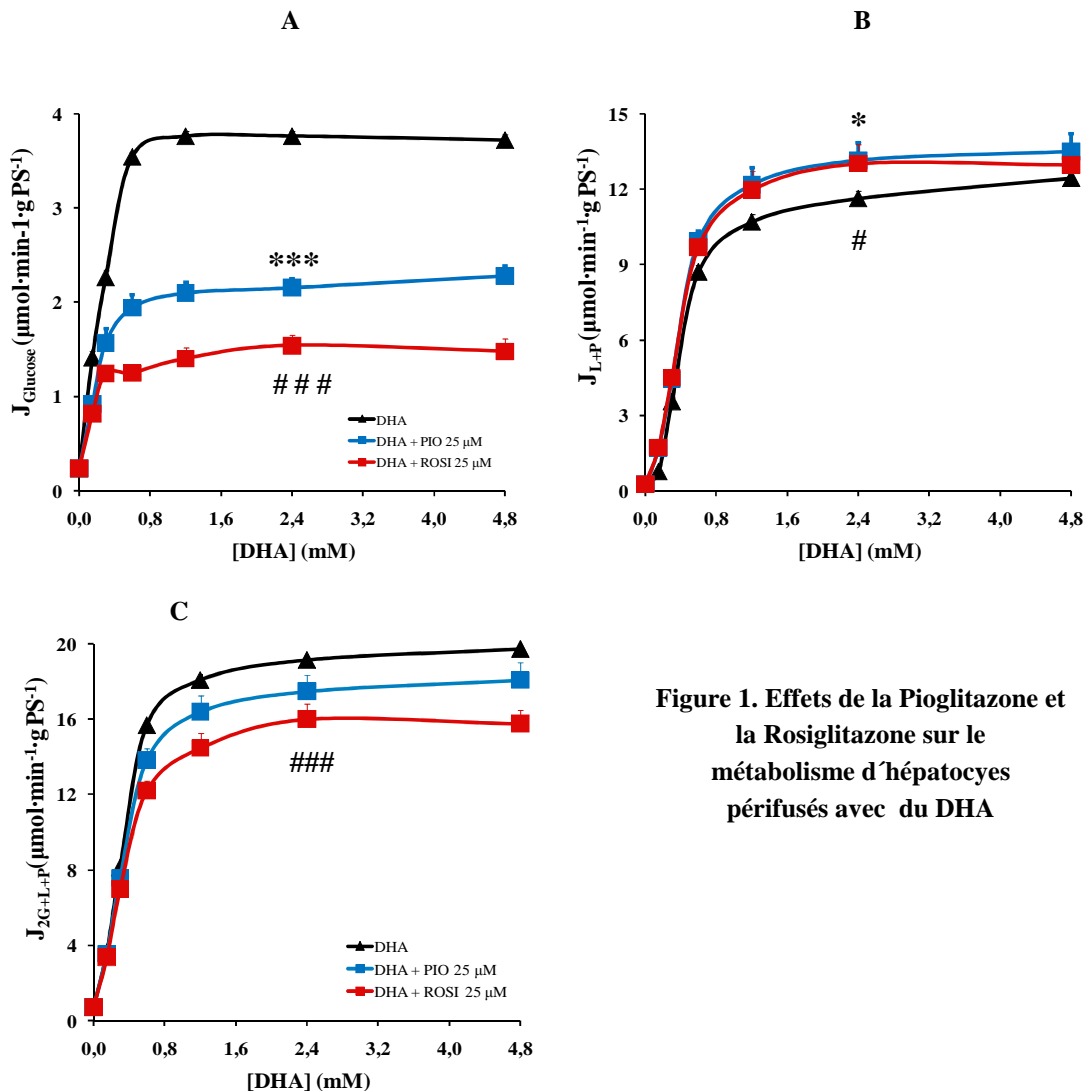 A
J Glucose (µmol·min-1·g PS-1)
4
3
2
1
0
***
# # #
DHA
DHA + PIO 25 µM
DHA + ROSI 25 µM
0,0 0,8 1,6 2,4 3,2 4,0 4,8
[DHA] (mM)
B
J L+P (µmol·min-1·g PS-1)
15
12
9
6
3
0
*
#
0,0 0,8 1,6 2,4 3,2 4,0 4,8
[DHA] (mM)
C
J 2G+L+P (µmol·min-1·g PS-1)
20
16
12
8
4
0
###
DHA
DHA + PIO 25 µM
DHA + ROSI 25 µM
0,0 0,8 1,6 2,4 3,2 4,0 4,8
[DHA] (mM)
Figure 1. Effets de la Pioglitazone et
la Rosiglitazone sur le
métabolisme d´hépatocyes
périfusés avec du DHA